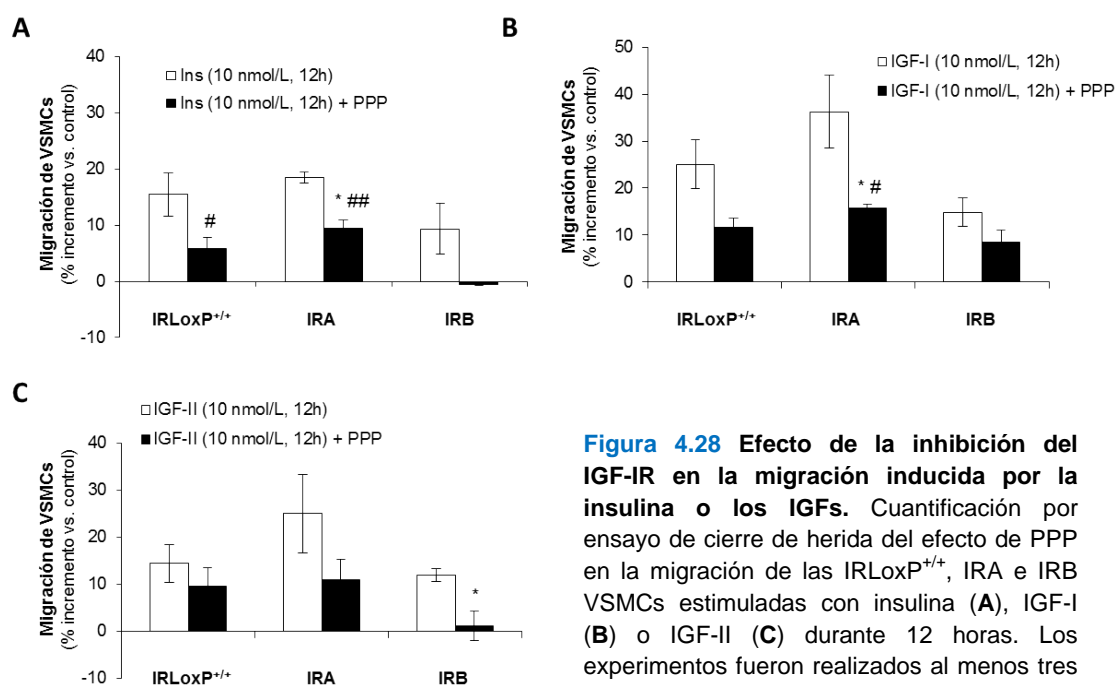 A
Migración de VSMCs
(% incremento vs. control)
40
30
20
10
0
-10
Ins (10 nmol/L, 12h)
Ins (10 nmol/L, 12h) + PPP
#
* ##
IRLoxP+/+
IRA
IRB
B
Migración de VSMCs
(% incremento vs. control)
50
40
30
20
10
0
IGF-I (10 nmol/L, 12h)
IGF-I (10 nmol/L, 12h) + PPP
* #
IRLoxP+/+
IRA
IRB
C
IGF-II (10 nmol/L, 12h)
IGF-II (10 nmol/L, 12h) + PPP
Migración de VSMCs
(% incremento vs. control)
40
30
20
10
0
-10
*
IRLoxP+/+
IRA
IRB
Figura 4.28 Efecto de la inhibición del
IGF-IR en la migración inducida por la
insulina o los IGFs. Cuantificación por
ensayo de cierre de herida del efecto de PPP
en la migración de las IRLoxP+/+, IRA e IRB
VSMCs estimuladas con insulina (A), IGF-I
(B) o IGF-II (C) durante 12 horas. Los
experimentos fueron realizados al menos tres